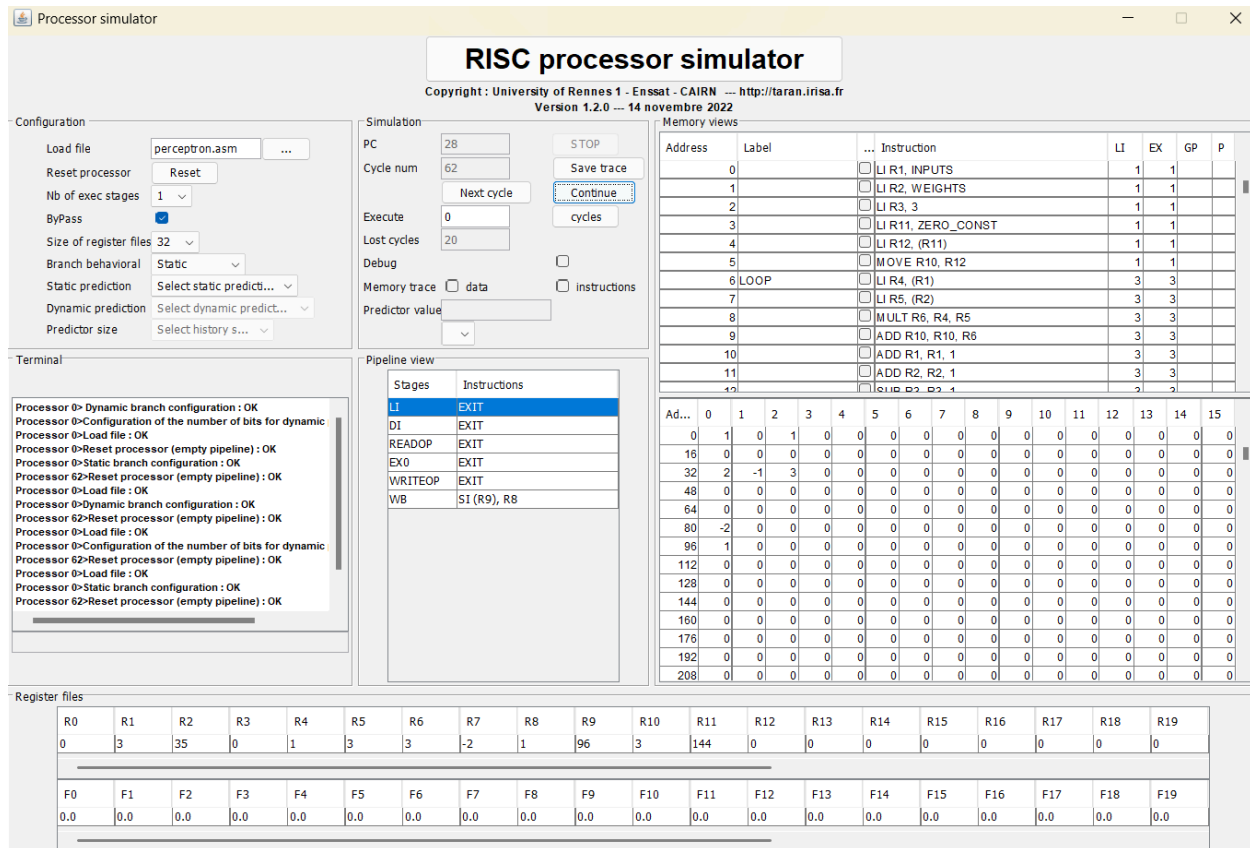 Processor simulator
RISC processor simulator
Copyright : University of Rennes 1 - Enssat - CAIRN --- http://taran.irisa.fr
Version 1.2.0 --- 14 novembre 2022
Configuration
Load file perceptron.asm ...
Reset processor Reset
Nb of exec stages 1
ByPass
Size of register files 32
Branch behavioral Static
Static prediction Select static predicti...
Dynamic prediction Select dynamic predict...
Predictor size Select history s...
Simulation
PC 28 STOP
Cycle num 62 Save trace
Next cycle Continue
Execute 0 cycles
Lost cycles 20
Debug
Memory trace data instructions
Predictor value
Memory views
Address Label ... Instruction LI EX GP P
0 LI R1, INPUTS 1 1
1 LI R2, WEIGHTS 1 1
2 LI R3, 3 1 1
3 LI R11, ZERO_CONST 1 1
4 LI R12, (R11) 1 1
5 MOVE R10, R12 1 1
6 LOOP LI R4, (R1) 3 3
7 LI R5, (R2) 3 3
8 MULT R6, R4, R5 3 3
9 ADD R10, R10, R6 3 3
10 ADD R1, R1, 1 3 3
11 ADD R2, R2, 1 3 3
12 SUB R3, R3, 1 3 3
Terminal
Processor 0> Dynamic branch configuration : OK
Processor 0>Configuration of the number of bits for dynamic
Processor 0>Load file : OK
Processor 0>Reset processor (empty pipeline) : OK
Processor 0>Static branch configuration : OK
Processor 62>Reset processor (empty pipeline) : OK
Processor 0>Load file : OK
Processor 0>Dynamic branch configuration : OK
Processor 62>Reset processor (empty pipeline) : OK
Processor 0>Load file : OK
Processor 0>Configuration of the number of bits for dynamic
Processor 62>Reset processor (empty pipeline) : OK
Processor 0>Load file : OK
Processor 0>Static branch configuration : OK
Processor 62>Reset processor (empty pipeline) : OK
Pipeline view
Stages Instructions
LI EXIT
DI EXIT
READOP EXIT
EX0 EXIT
WRITEOP EXIT
WB SI (R9), R8
Ad... 0 1 2 3 4 5 6 7 8 9 10 11 12 13 14 15
0 1 0 1 0 0 0 0 0 0 0 0 0 0 0 0 0
16 0 0 0 0 0 0 0 0 0 0 0 0 0 0 0 0
32 2 -1 3 0 0 0 0 0 0 0 0 0 0 0 0 0
48 0 0 0 0 0 0 0 0 0 0 0 0 0 0 0 0
64 0 0 0 0 0 0 0 0 0 0 0 0 0 0 0 0
80 -2 0 0 0 0 0 0 0 0 0 0 0 0 0 0 0
96 1 0 0 0 0 0 0 0 0 0 0 0 0 0 0 0
112 0 0 0 0 0 0 0 0 0 0 0 0 0 0 0 0
128 0 0 0 0 0 0 0 0 0 0 0 0 0 0 0 0
144 0 0 0 0 0 0 0 0 0 0 0 0 0 0 0 0
160 0 0 0 0 0 0 0 0 0 0 0 0 0 0 0 0
176 0 0 0 0 0 0 0 0 0 0 0 0 0 0 0 0
192 0 0 0 0 0 0 0 0 0 0 0 0 0 0 0 0
208 0 0 0 0 0 0 0 0 0 0 0 0 0 0 0 0
Register files
R0 R1 R2 R3 R4 R5 R6 R7 R8 R9 R10 R11 R12 R13 R14 R15 R16 R17 R18 R19
0 3 35 0 1 3 3 -2 1 96 3 144 0 0 0 0 0 0 0 0
F0 F1 F2 F3 F4 F5 F6 F7 F8 F9 F10 F11 F12 F13 F14 F15 F16 F17 F18 F19
0.0 0.0 0.0 0.0 0.0 0.0 0.0 0.0 0.0 0.0 0.0 0.0 0.0 0.0 0.0 0.0 0.0 0.0 0.0 0.0